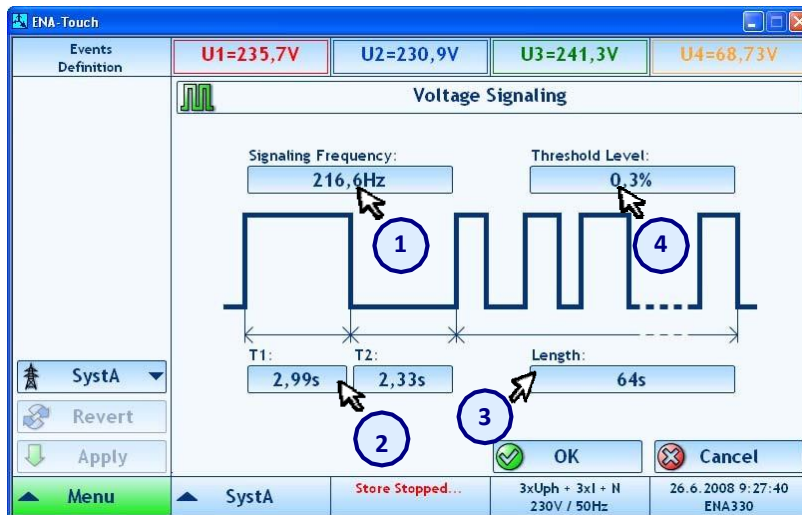 ENA-Touch
Events
Definition
U1=235,7V
U2=230,9V
U3=241,3V
U4=68,73V
Voltage Signaling
Signaling Frequency:
Threshold Level:
216,6Hz
0,3%
1
4
T1:
T2:
Length:
2,99s
2,33s
64s
SystA
2
3
Revert
Apply
OK
Cancel
Menu
SystA
Store Stopped...
3xUph + 3xI + N
230V / 50Hz
26.6.2008 9:27:40
ENA330